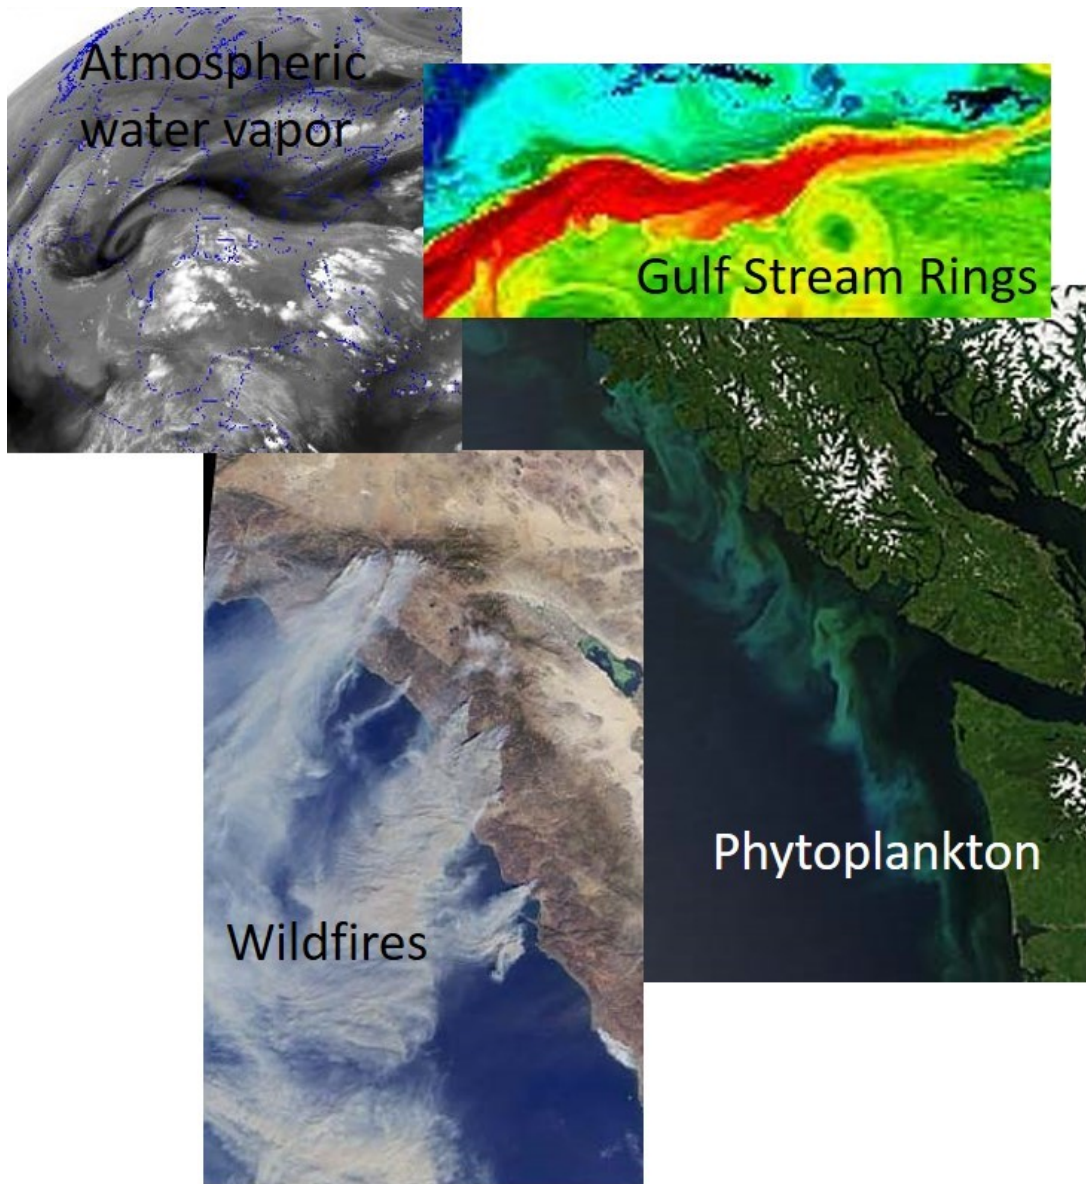 Atmospheric
water vapor
Gulf Stream Rings
Phytoplankton
Wildfires